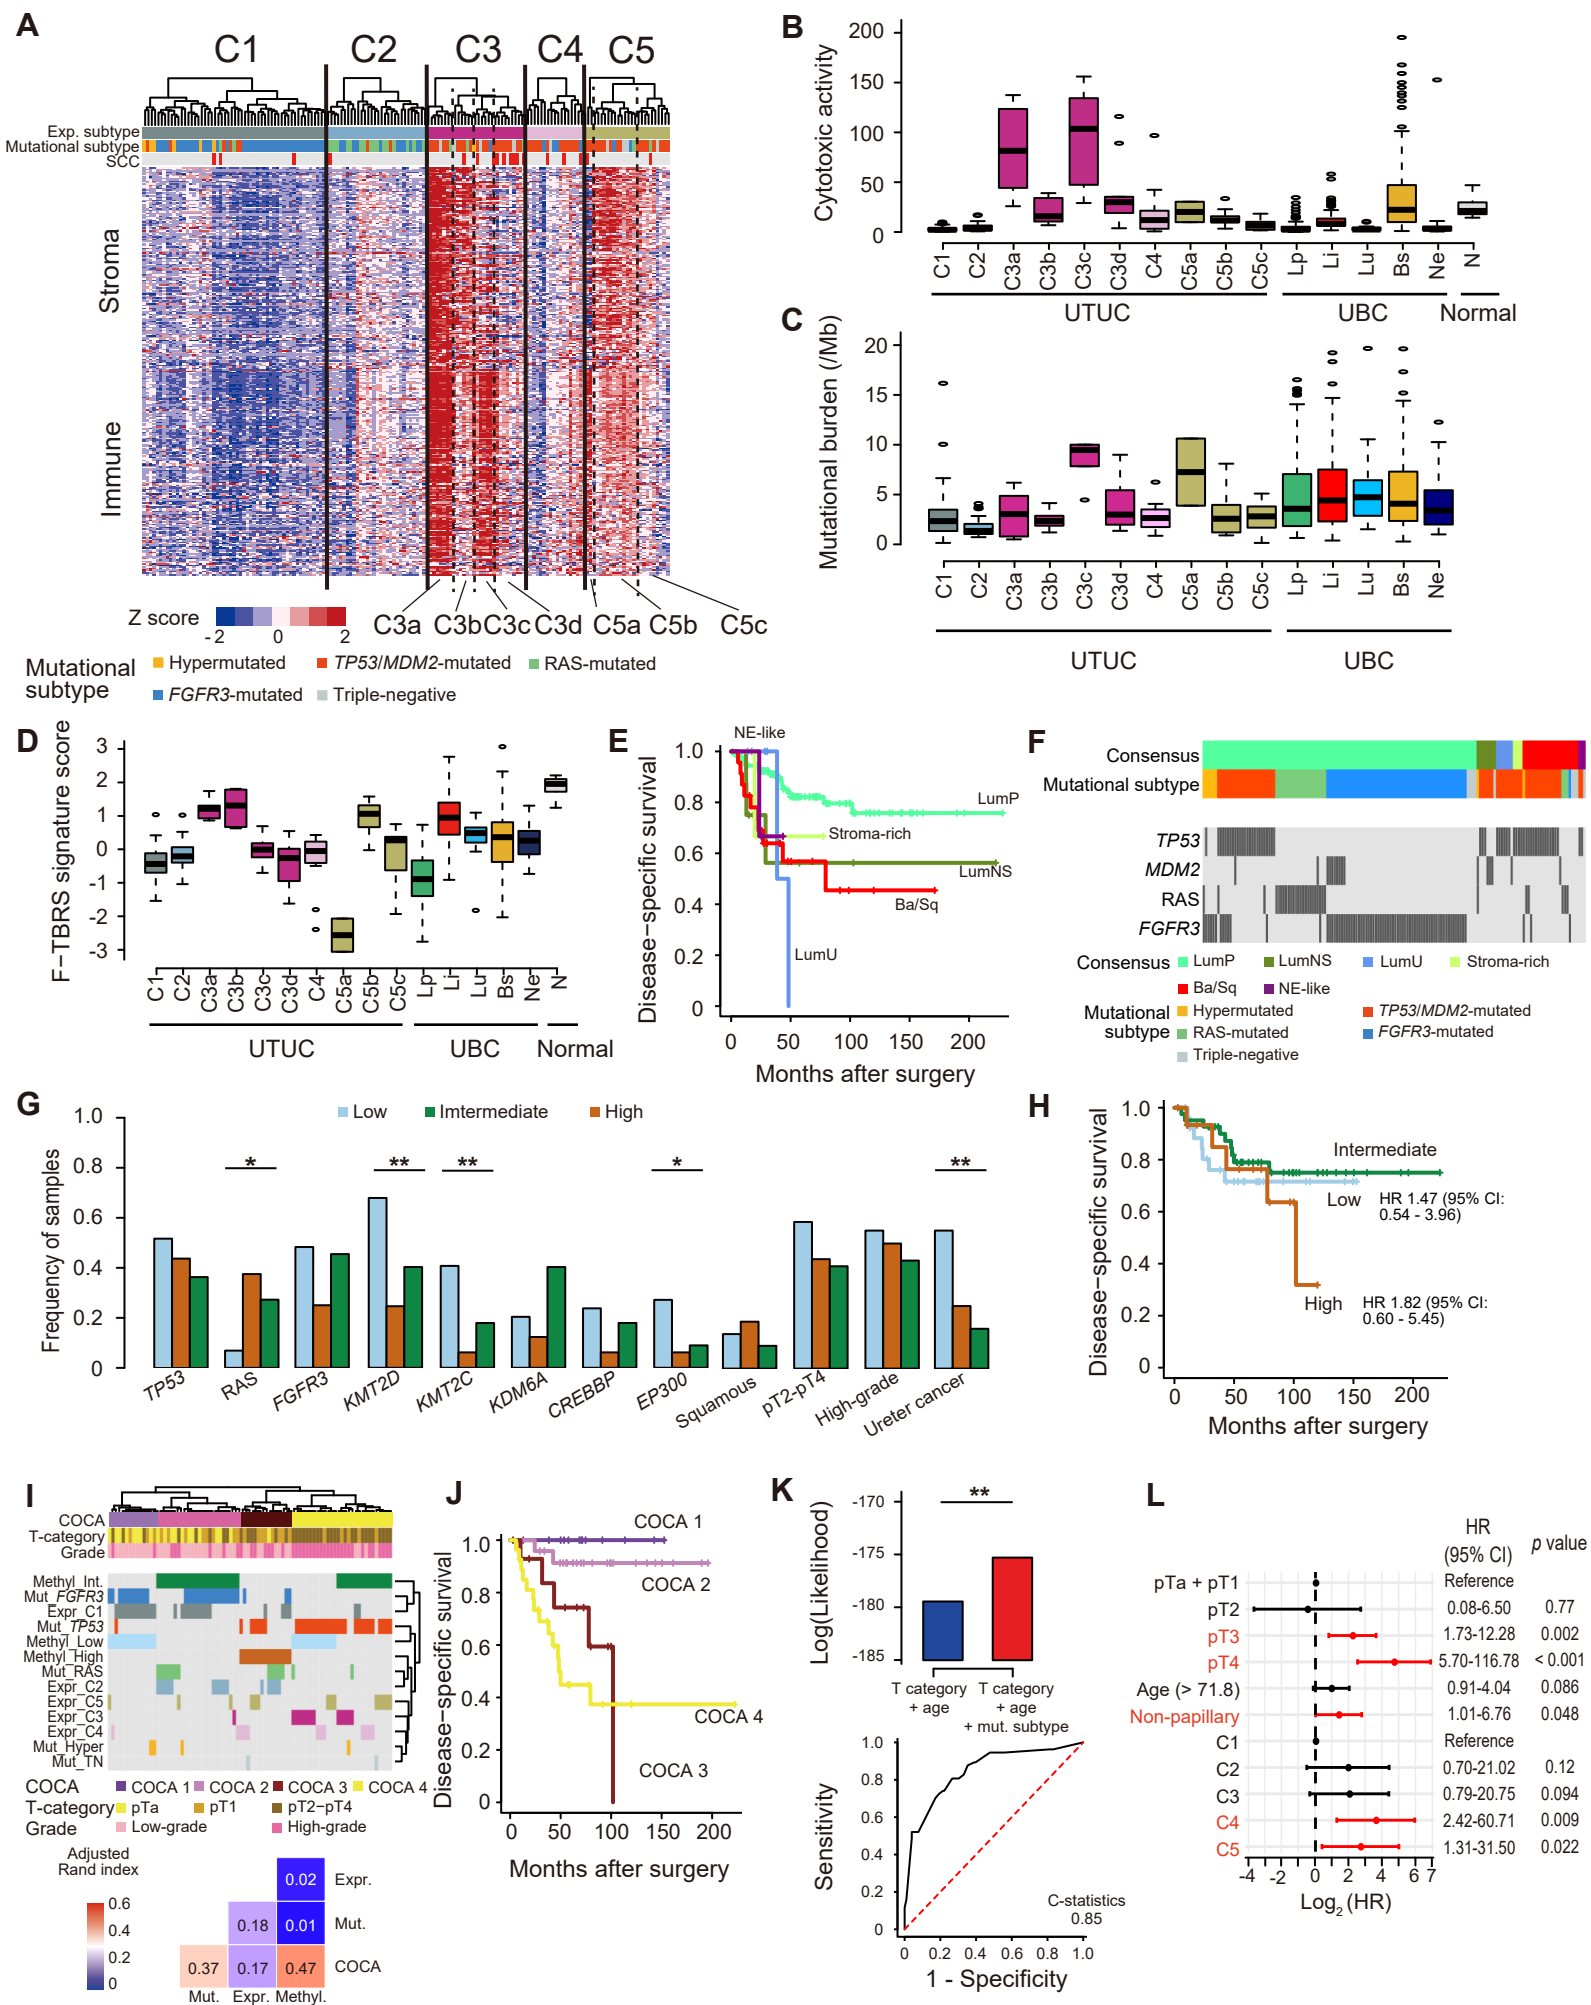 A
C1 C2 C3 C4 C5
Exp. subtype
Mutational subtype
SCC
Stroma
Immune
C3a C3b C3c C3d C5a C5b C5c
Z score
-2 0 2
Mutational subtype
Hypermutated
TP53/MDM2-mutated
RAS-mutated
FGFR3-mutated
Triple-negative
B
Cytotoxic activity
200
150
100
50
0
C1 C2 C3a C3b C3c C3d C4 C5a C5b C5c Lp Li Lu Bs Ne N
UTUC UBC Normal
C
Mutational burden (/Mb)
20
15
10
5
0
C1 C2 C3a C3b C3c C3d C4 C5a C5b C5c Lp Li Lu Bs Ne
UTUC UBC
D
F-TBRS signature score
3
2
1
0
-1
-2
-3
C1 C2 C3a C3b C3c C3d C4 C5a C5b C5c Lp Li Lu Bs Ne N
UTUC UBC Normal
E
Disease-specific survival
1.0
0.8
0.6
0.4
0.2
0
NE-like
LumP
Stroma-rich
LumNS
Ba/Sq
LumU
0 50 100 150 200
Months after surgery
F
Consensus
Mutational subtype
TP53
MDM2
RAS
FGFR3
Consensus LumP LumNS LumU Stroma-rich
Ba/Sq NE-like
Mutational subtype
Hypermutated TP53/MDM2-mutated
RAS-mutated FGFR3-mutated
Triple-negative
G
Low Imtermediate High
Frequency of samples
1.0
0.8
0.6
0.4
0.2
0
* ** ** * **
TP53 RAS FGFR3 KMT2D KMT2C KDM6A CREBBP EP300 Squamous pT2-pT4 High-grade Ureter cancer
H
Disease-specific survival
1.0
0.8
0.6
0.4
0.2
0
Intermediate
Low
HR 1.47 (95% CI:
0.54 - 3.96)
High
HR 1.82 (95% CI:
0.60 - 5.45)
0 50 100 150 200
Months after surgery
I
COCA
T-category
Grade
Methyl_Int.
Mut_FGFR3
Expr_C1
Mut_TP53
Methyl_Low
Methyl_High
Mut_RAS
Expr_C2
Expr_C5
Expr_C3
Expr_C4
Mut_Hyper
Mut_TN
COCA COCA 1 COCA 2 COCA 3 COCA 4
T-category pTa pT1 pT2-pT4
Grade Low-grade High-grade
Adjusted
Rand index
0.6
0.4
0.2
0
0.02 Expr.
0.18 0.01 Mut.
0.37 0.17 0.47 COCA
Mut. Expr. Methyl.
J
Disease-specific survival
1.0
0.8
0.6
0.4
0.2
0
COCA 1
COCA 2
COCA 4
COCA 3
0 50 100 150 200
Months after surgery
K
Log(Likelihood)
-170
-175
-180
-185
**
T category
+ age
T category
+ age
+ mut. subtype
Sensitivity
1.0
0.8
0.6
0.4
0.2
0
C-statistics
0.85
0 0.2 0.4 0.6 0.8 1.0
1 - Specificity
L
HR
(95% CI)
p value
pTa + pT1 Reference
pT2 0.08-6.50 0.77
pT3 1.73-12.28 0.002
pT4 5.70-116.78 < 0.001
Age (> 71.8) 0.91-4.04 0.086
Non-papillary 1.01-6.76 0.048
C1 Reference
C2 0.70-21.02 0.12
C3 0.79-20.75 0.094
C4 2.42-60.71 0.009
C5 1.31-31.50 0.022
-4 -2 0 2 4 6 7
Log2 (HR)